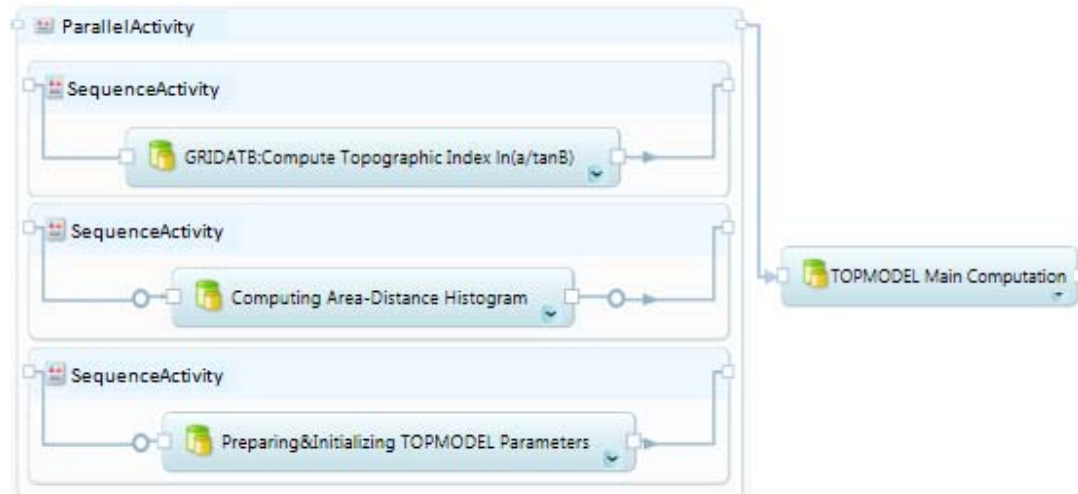 ParallelActivity
SequenceActivity
GRIDATB:Compute Topographic Index ln(a/tanB)
SequenceActivity
Computing Area-Distance Histogram
TOPMODEL Main Computation
SequenceActivity
Preparing&Initializing TOPMODEL Parameters